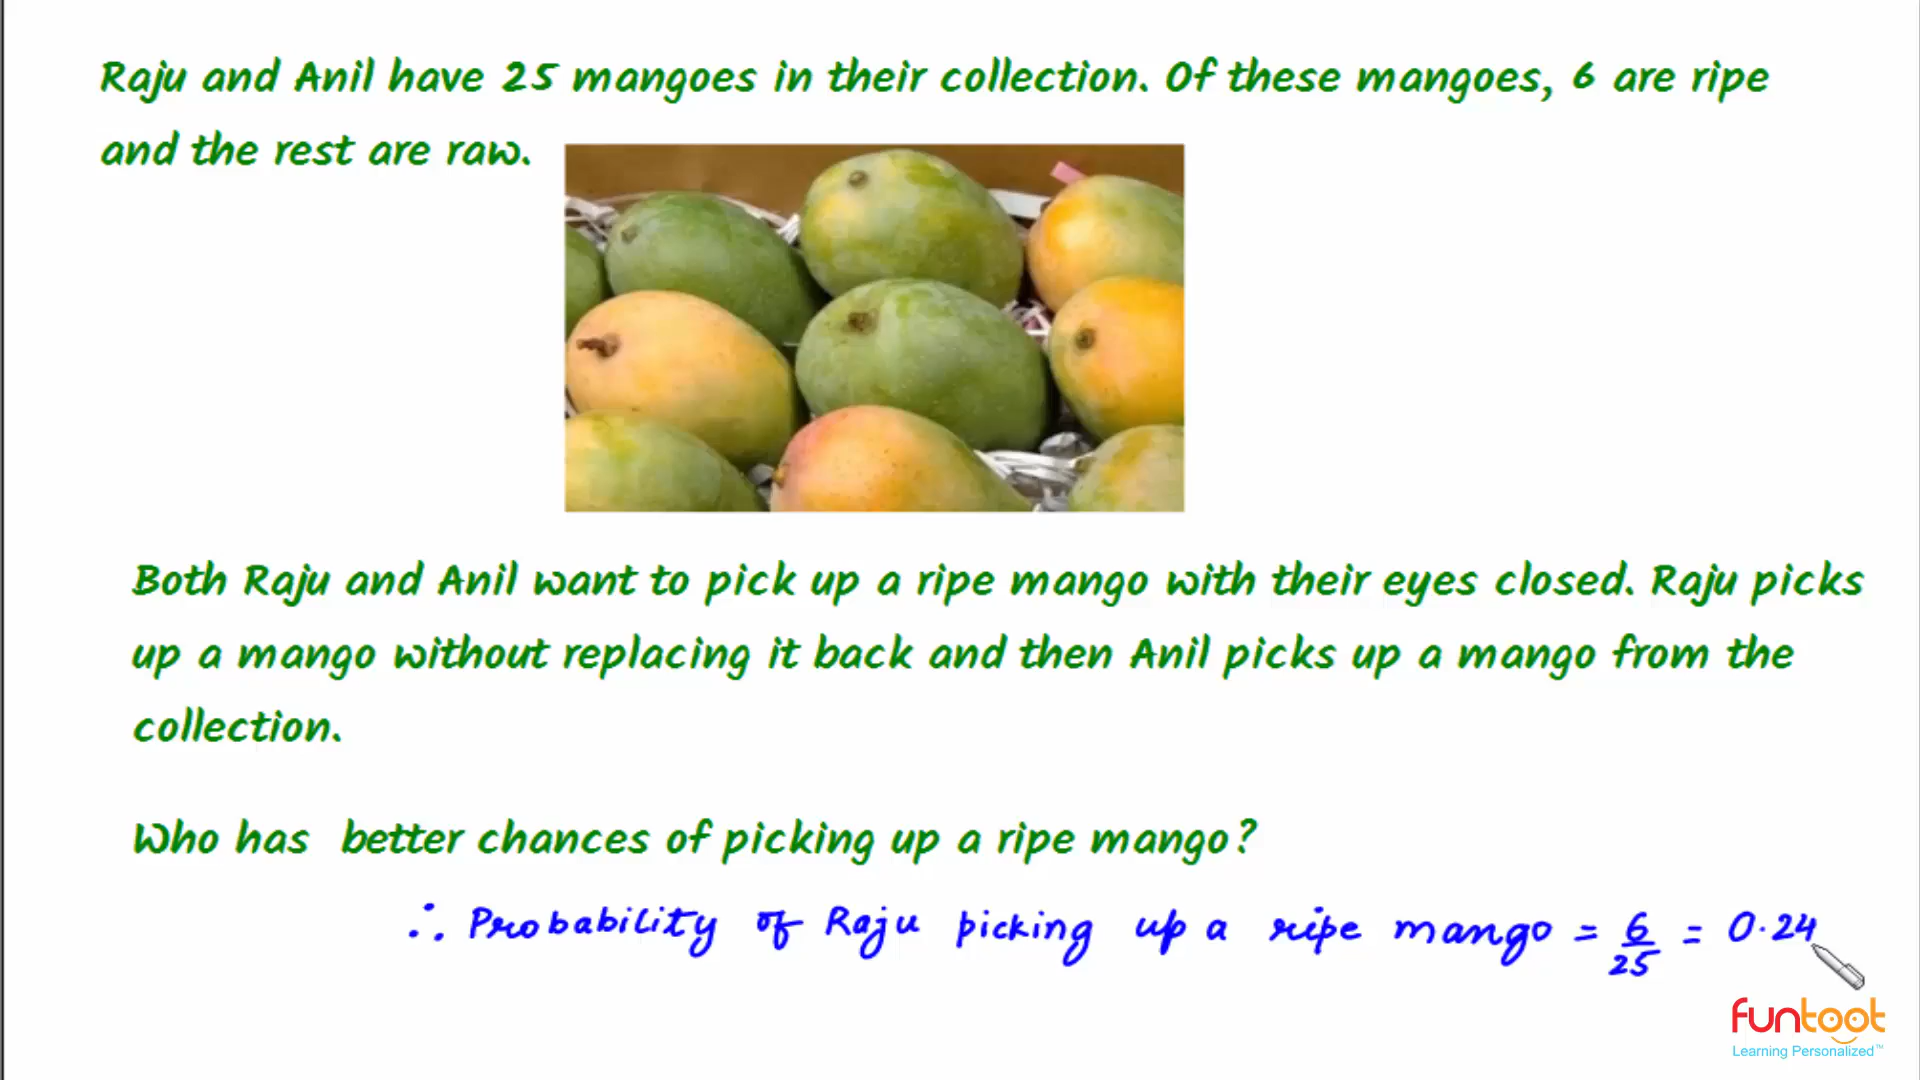 Raju and Anil have 25 mangoes in their collection. Of these mangoes, 6 are ripe
and the rest are raw.
Both Raju and Anil want to pick up a ripe mango with their eyes closed. Raju picks
up a mango without replacing it back and then Anil picks up a mango from the
collection.
Who has better chances of picking up a ripe mango?
∴ Probability of Raju picking up a ripe mango = 6/25 = 0.24
funtoot
Learning Personalized™